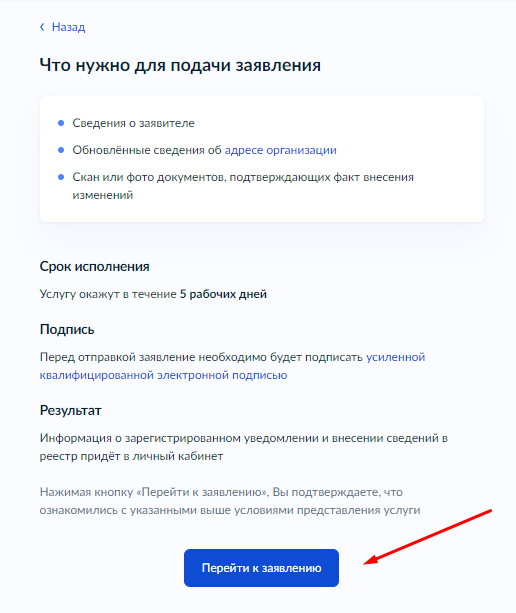 Назад
Что нужно для подачи заявления
Сведения о заявителе
Обновлённые сведения об адресе организации
Скан или фото документов, подтверждающих факт внесения
изменений
Срок исполнения
Услугу окажут в течение 5 рабочих дней
Подпись
Перед отправкой заявление необходимо будет подписать усиленной
квалифицированной электронной подписью
Результат
Информация о зарегистрированном уведомлении и внесении сведений в
реестр придёт в личный кабинет
Нажимая кнопку «Перейти к заявлению», Вы подтверждаете, что
ознакомились с указанными выше условиями представления услуги
Перейти к заявлению